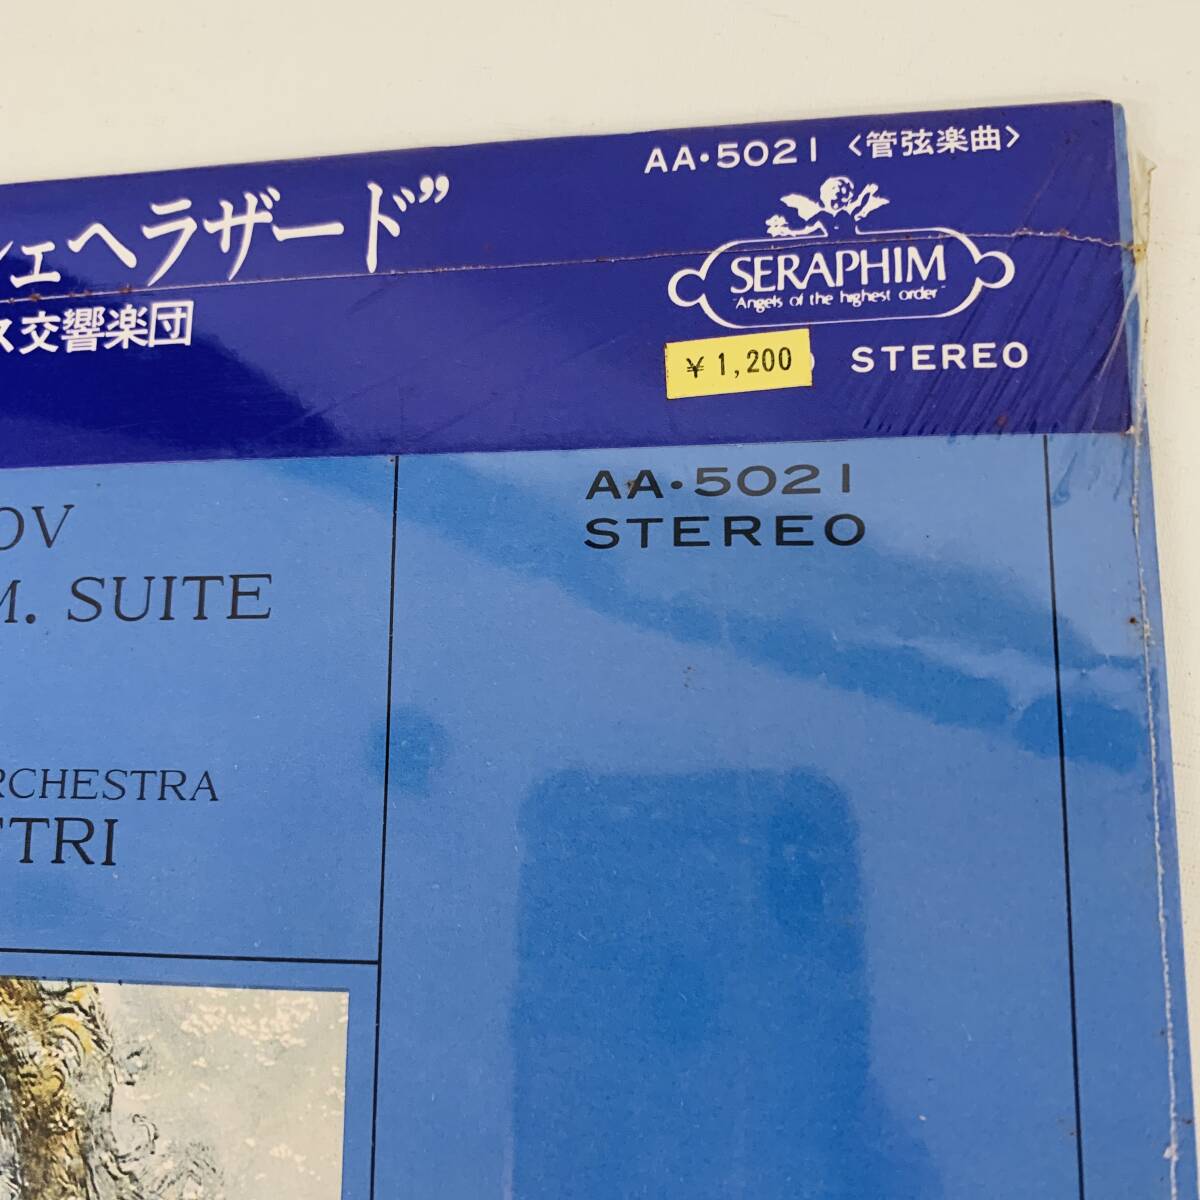 AA・5021 〈管弦楽曲〉
シェヘラザード”
SERAPHIM
"Angels of the highest order"
ス交響楽団
¥1,200
STEREO
AA・5021
STEREO
OV
M. SUITE
RCHESTRA
TRI